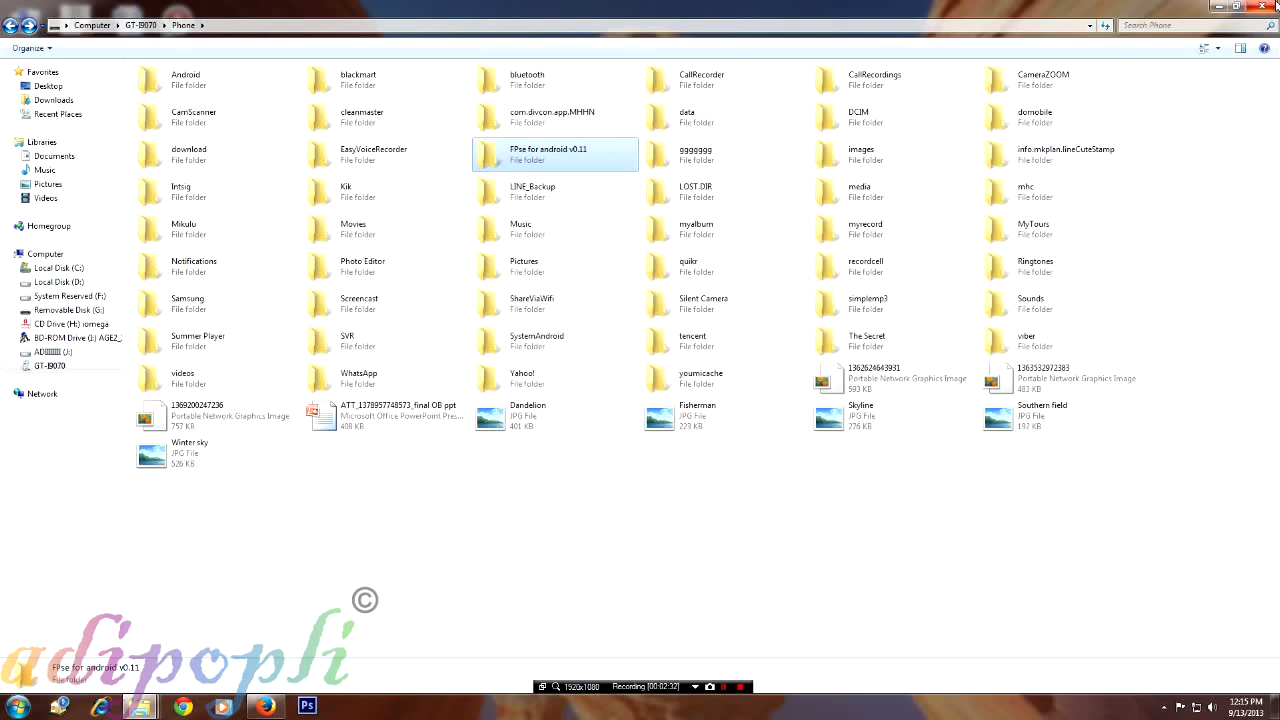 Computer GT-I9070 Phone
Search Phone
Organize
Favorites
Desktop
Downloads
Recent Places
Libraries
Documents
Music
Pictures
Videos
Homegroup
Computer
Local Disk (C:)
Local Disk (D:)
System Reserved (F:)
Removable Disk (G:)
CD Drive (H:) iomega
BD-ROM Drive (I:) AGE2_
GT-I9070
Network
Android
File folder
blackmart
File folder
bluetooth
File folder
CallRecorder
File folder
CallRecordings
File folder
CameraZOOM
File folder
CamScanner
File folder
cleanmaster
File folder
com.divcon.app.MHHN
File folder
data
File folder
DCIM
File folder
domobile
File folder
download
File folder
EasyVoiceRecorder
File folder
FPse for android v0.11
File folder
ggggggg
File folder
images
File folder
info.mkplan.lineCuteStamp
File folder
Intsig
File folder
Kik
File folder
LINE_Backup
File folder
LOST.DIR
File folder
media
File folder
mhc
File folder
Mikulu
File folder
Movies
File folder
Music
File folder
myalbum
File folder
myrecord
File folder
MyTours
File folder
Notifications
File folder
Photo Editor
File folder
Pictures
File folder
quikr
File folder
recordcell
File folder
Ringtones
File folder
Samsung
File folder
Screencast
File folder
ShareViaWifi
File folder
Silent Camera
File folder
simplemp3
File folder
Sounds
File folder
Summer Player
File folder
SVR
File folder
SystemAndroid
File folder
tencent
File folder
The Secret
File folder
viber
File folder
videos
File folder
WhatsApp
File folder
Yahoo!
File folder
youmicache
File folder
1362624643931
Portable Network Graphics Image
593 KB
1363532972383
Portable Network Graphics Image
483 KB
1369200247236
Portable Network Graphics Image
757 KB
ATT_1378957748573_final OB ppt
Microsoft Office PowerPoint Pres...
408 KB
Dandelion
JPG File
401 KB
Fisherman
JPG File
223 KB
Skyline
JPG File
276 KB
Southern field
JPG File
192 KB
Winter sky
JPG File
526 KB
©
adipopli
FPse for android v0.11
File folder
1920x1080 Recording [00:02:32]
Ps
12:15 PM
9/13/2013